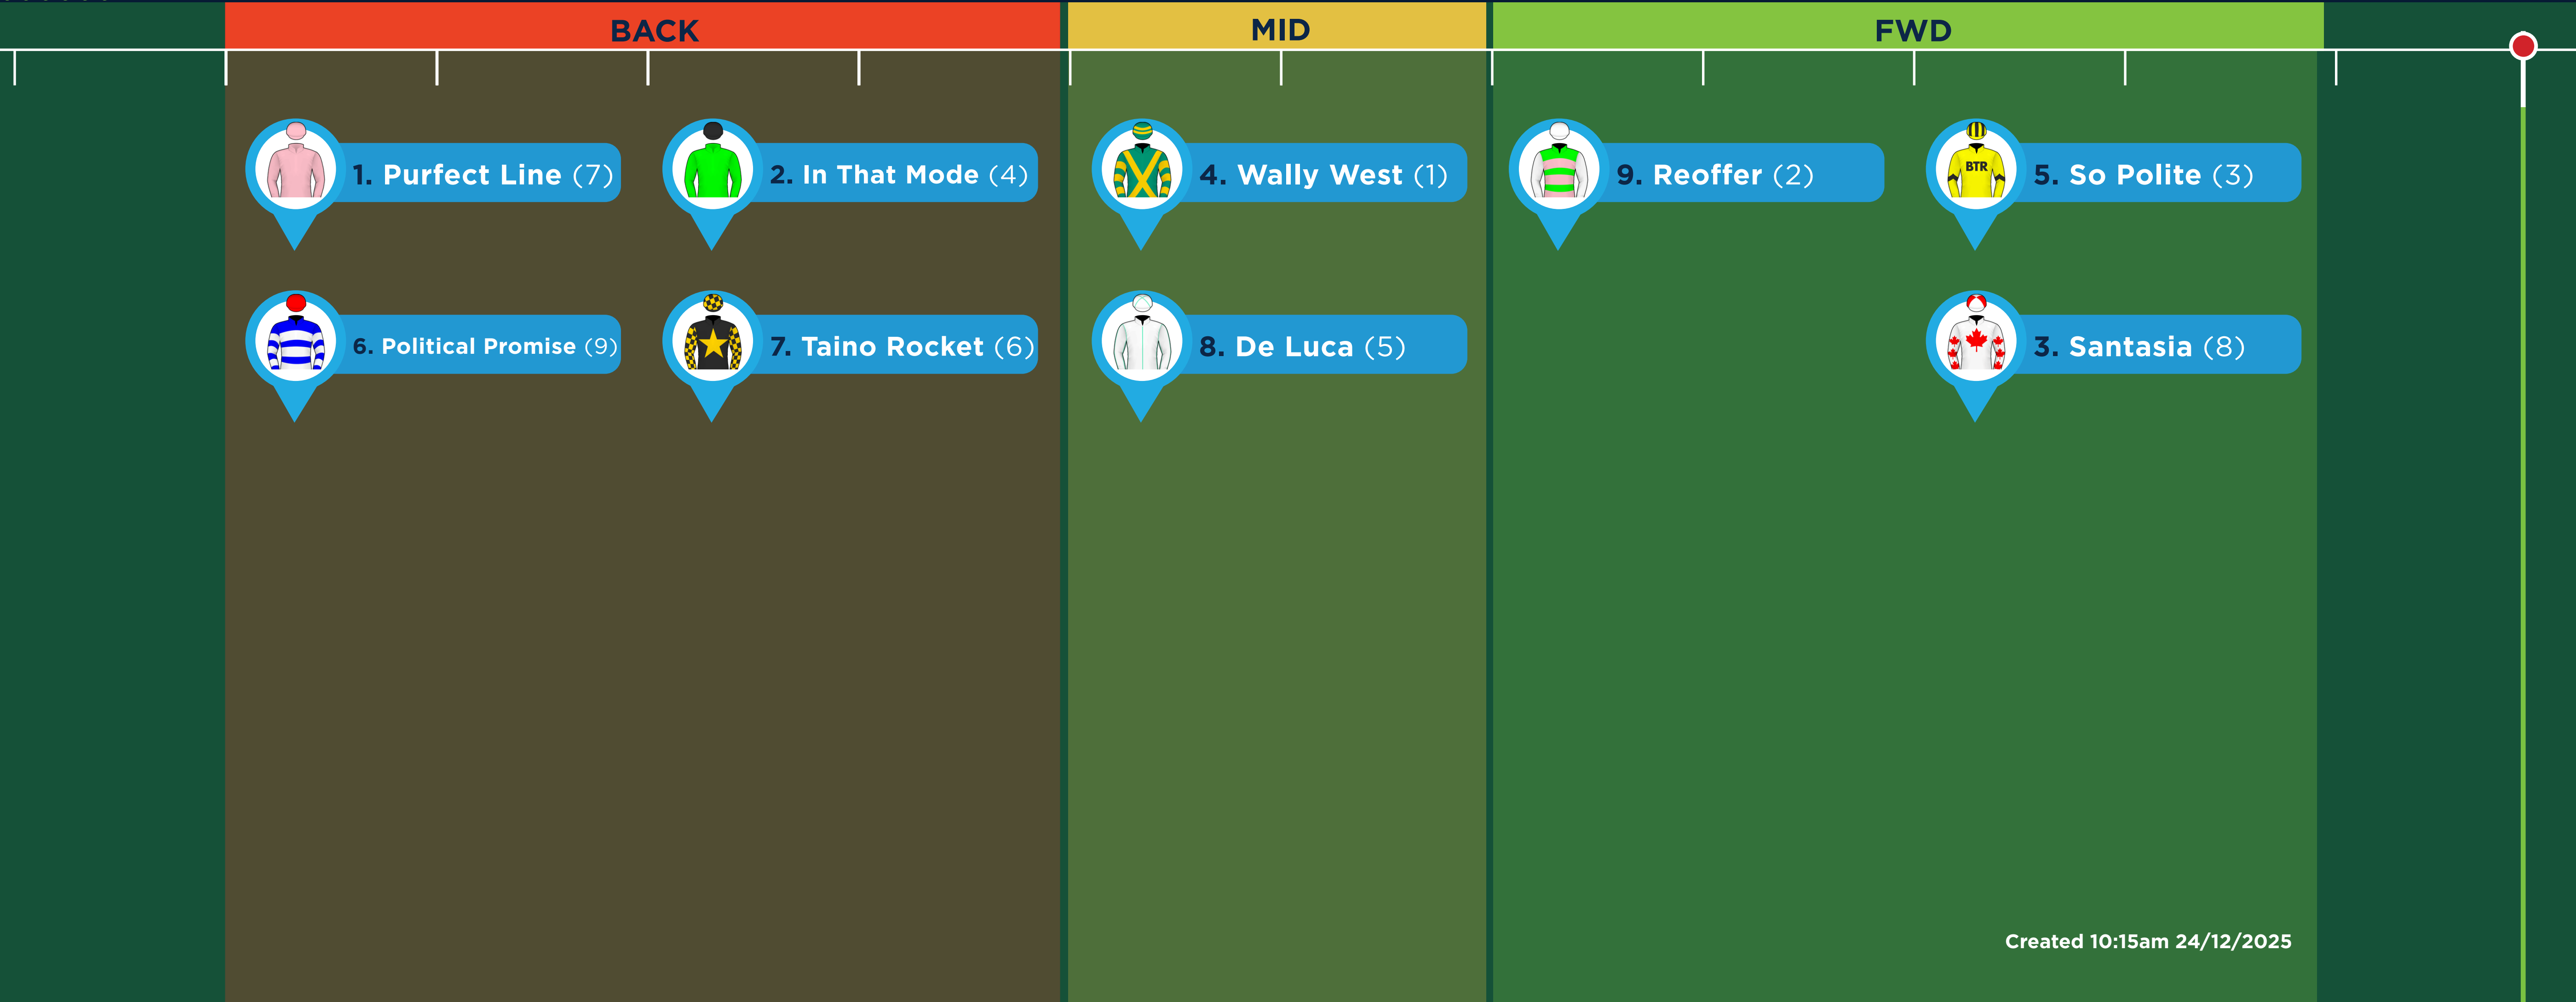 BACK
MID
FWD
1. Purfect Line (7)
2. In That Mode (4)
4. Wally West (1)
9. Reoffer (2)
BTR
5. So Polite (3)
6. Political Promise (9)
7. Taino Rocket (6)
8. De Luca (5)
3. Santasia (8)
Created 10:15am 24/12/2025